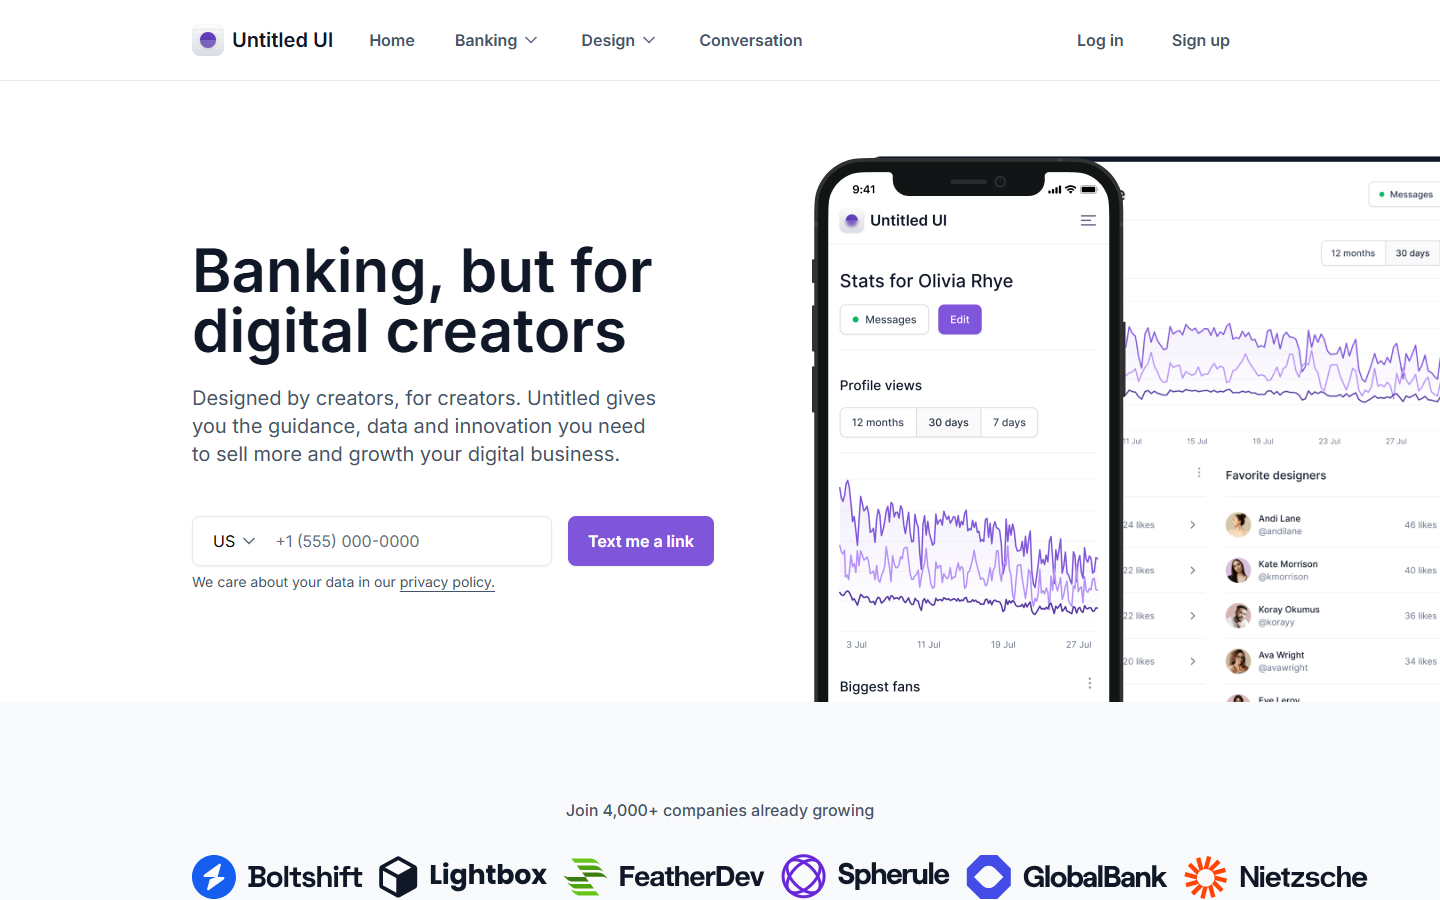 Untitled UI
Home
Banking
Design
Conversation
Log in
Sign up
Banking, but for
digital creators
Designed by creators, for creators. Untitled gives
you the guidance, data and innovation you need
to sell more and growth your digital business.
US
+1 (555) 000-0000
Text me a link
We care about your data in our privacy policy.
9:41
Untitled UI
Stats for Olivia Rhye
Messages
Edit
Profile views
12 months
30 days
7 days
3 Jul
11 Jul
19 Jul
27 Jul
Biggest fans
Messages
12 months
30 days
11 Jul
15 Jul
19 Jul
23 Jul
27 Jul
24 likes
22 likes
22 likes
20 likes
Favorite designers
Andi Lane
@andilane
46 likes
Kate Morrison
@kmorrison
40 likes
Koray Okumus
@korayy
36 likes
Ava Wright
@avawright
34 likes
Eve Leroy
Join 4,000+ companies already growing
Boltshift
Lightbox
FeatherDev
Spherule
GlobalBank
Nietzsche